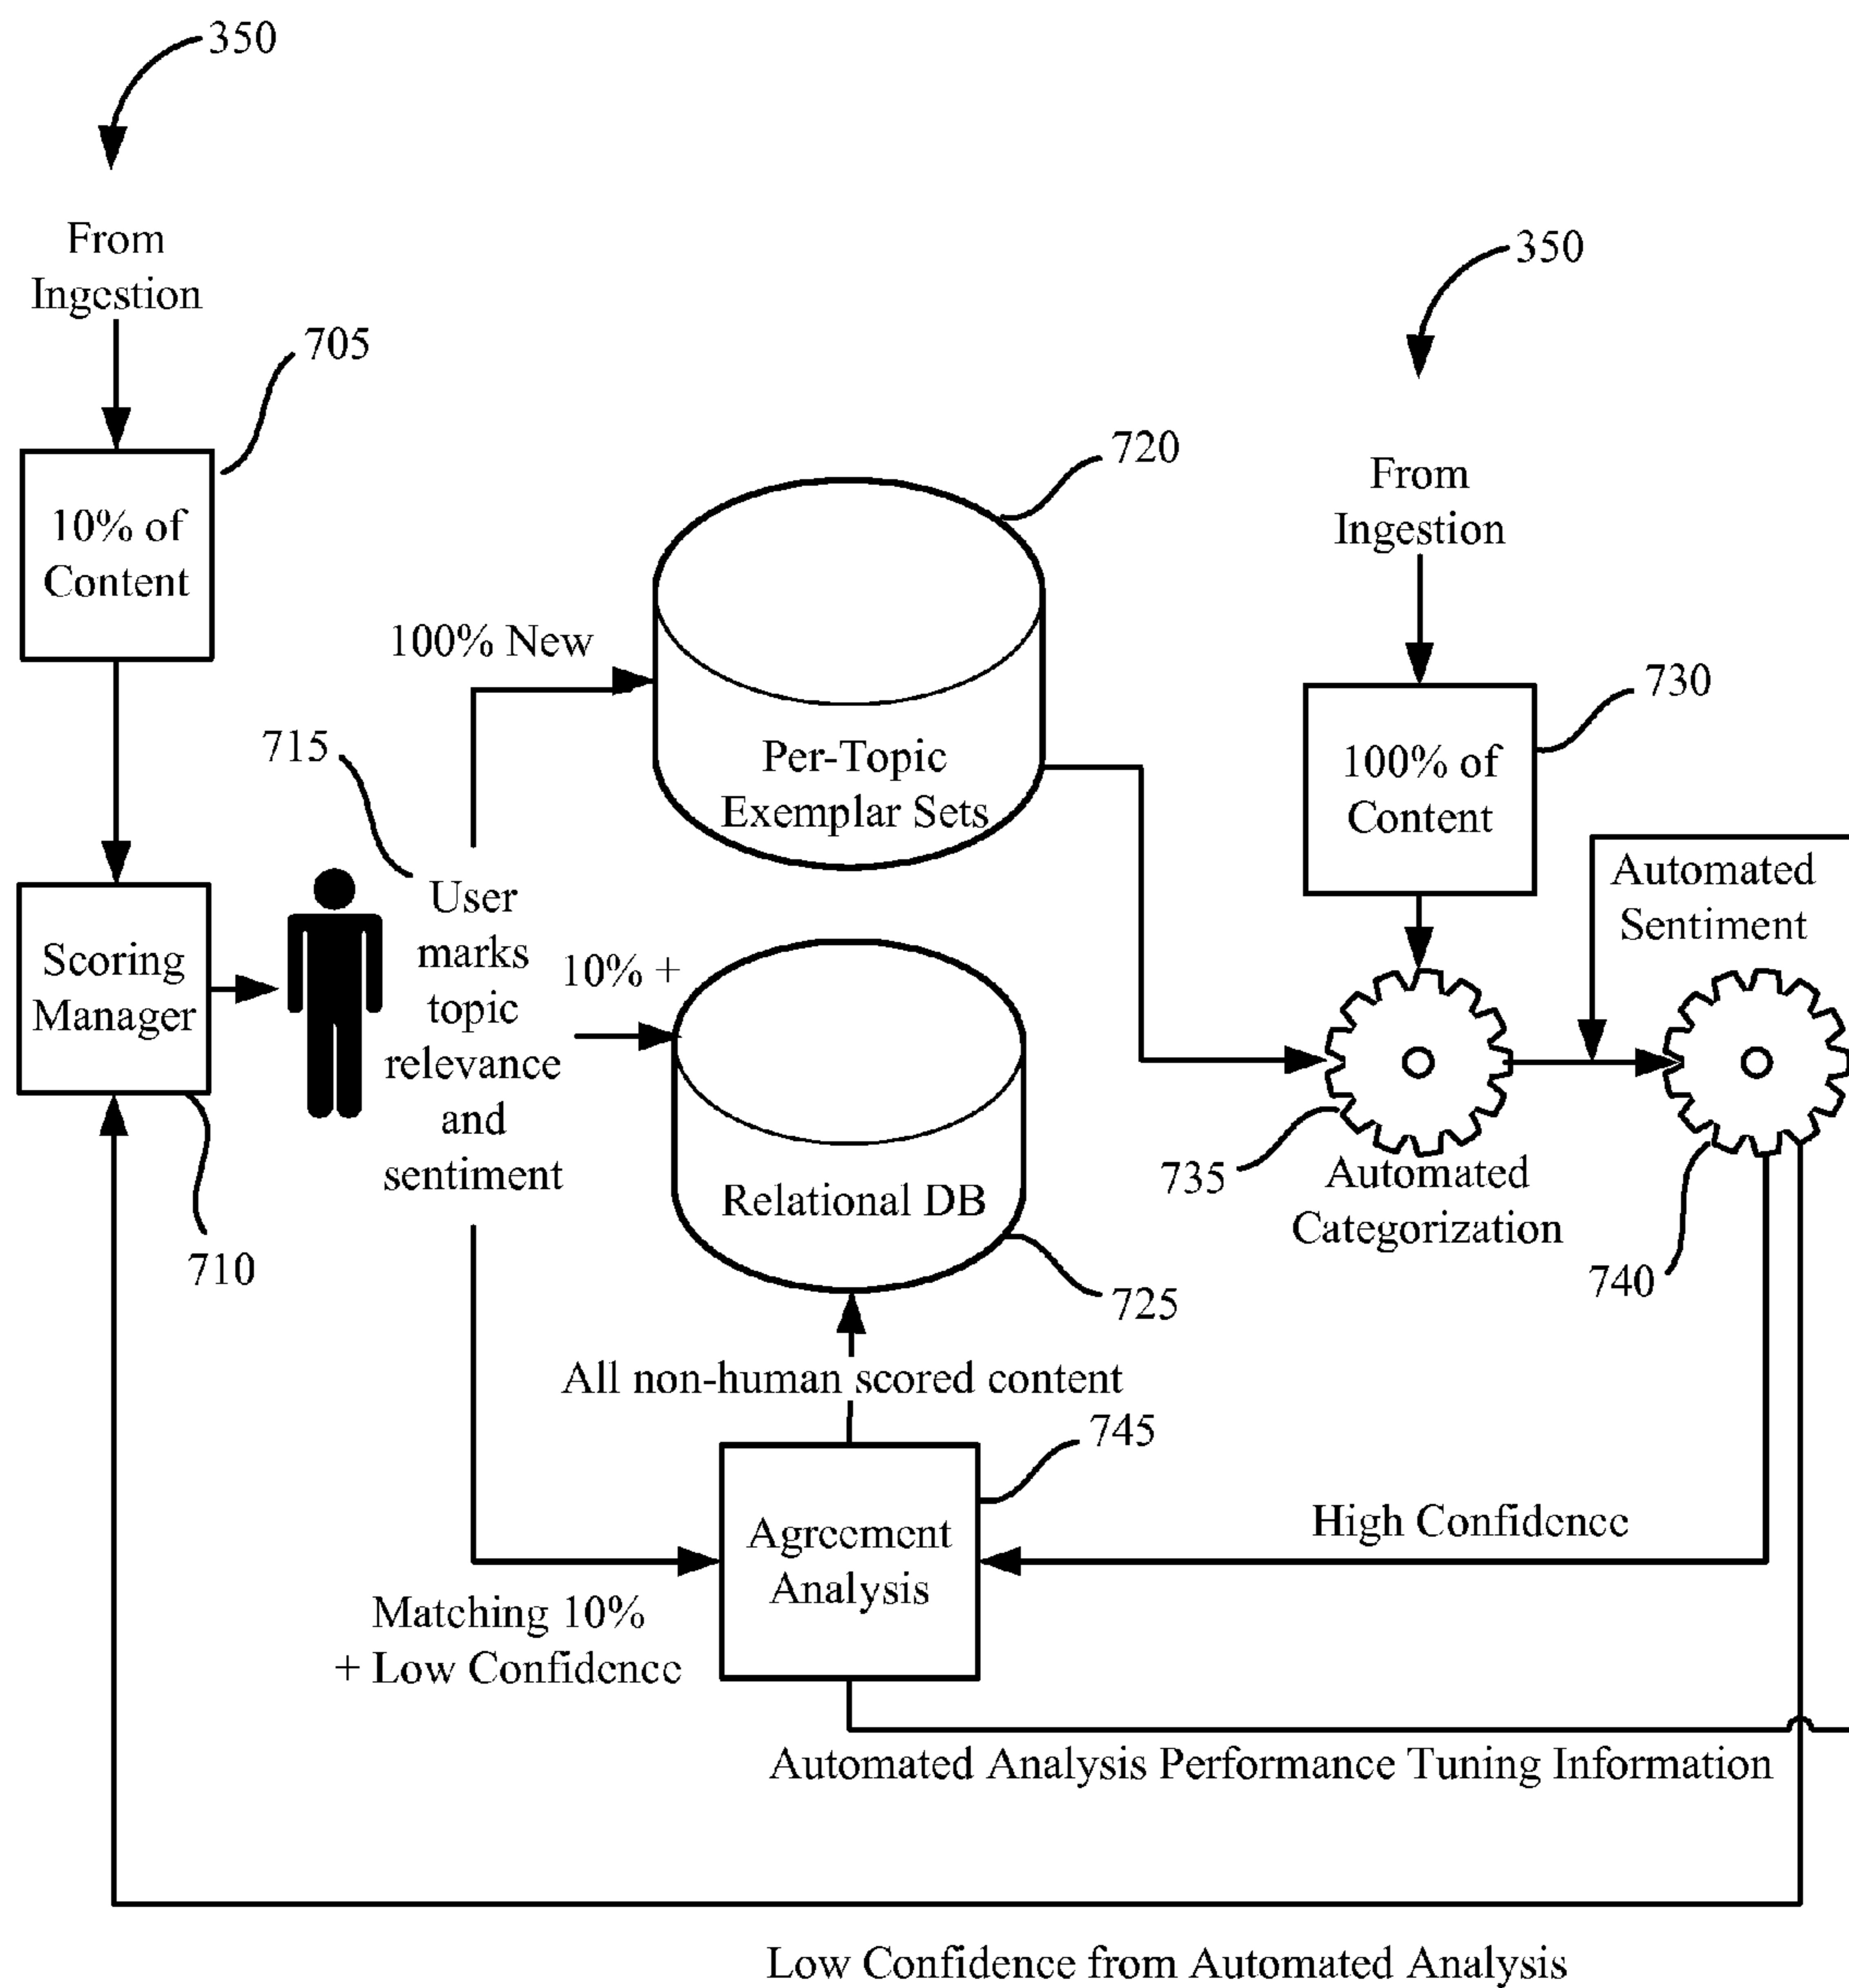 350
From
Ingestion
705
10% of
Content
Scoring
Manager
710
715
User
marks
topic
relevance
and
sentiment
100% New
10% +
Matching 10%
+ Low Confidence
720
Per-Topic
Exemplar Sets
Relational DB
725
All non-human scored content
745
Agreement
Analysis
High Confidence
Automated Analysis Performance Tuning Information
350
From
Ingestion
730
100% of
Content
Automated
Sentiment
735
Automated
Categorization
740
Low Confidence from Automated Analysis